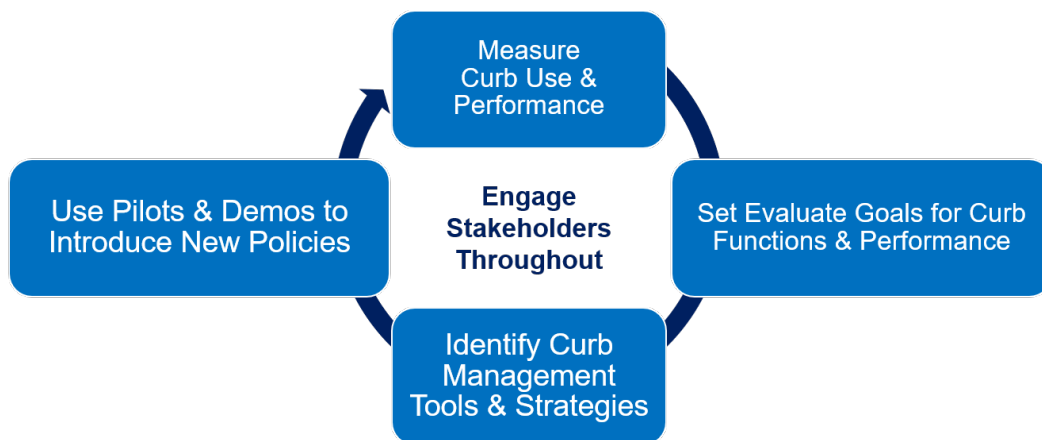 Measure
Curb Use &
Performance
Use Pilots & Demos to
Introduce New Policies
Engage
Stakeholders
Throughout
Set Evaluate Goals for Curb
Functions & Performance
Identify Curb
Management
Tools & Strategies